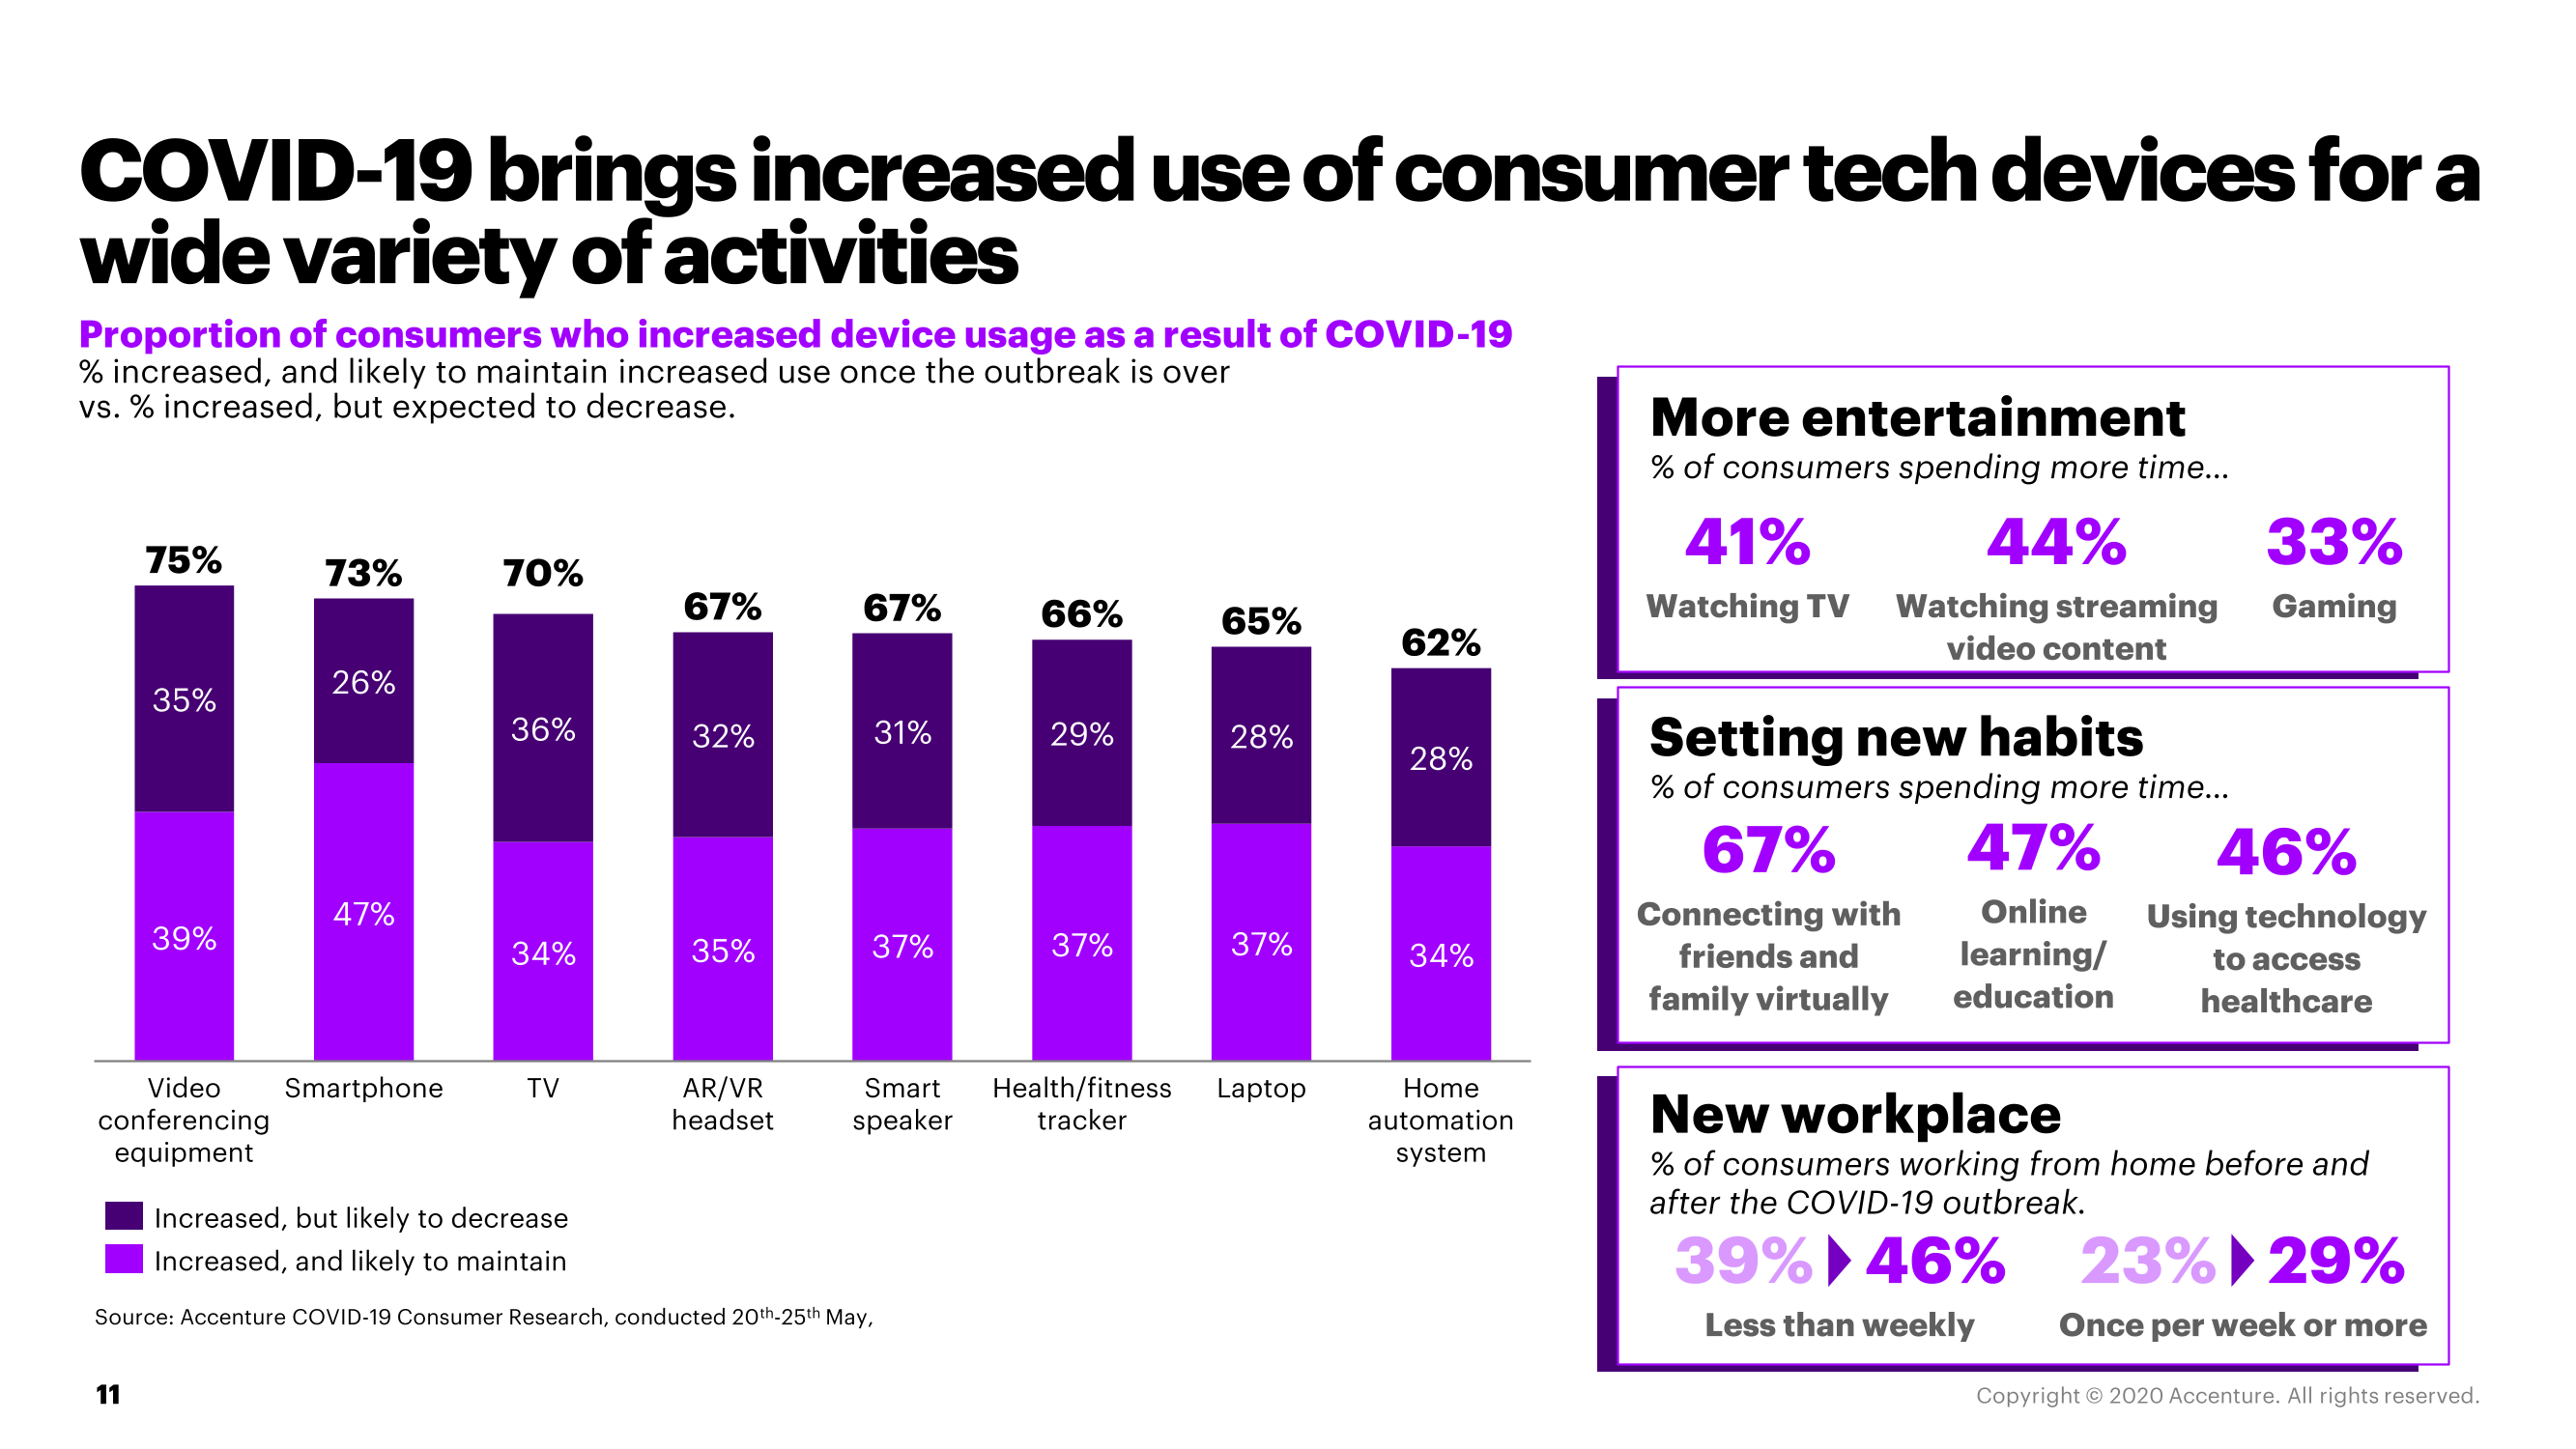 COVID-19 brings increased use of consumer tech devices for a
wide variety of activities
Proportion of consumers who increased device usage as a result of COVID-19
% increased, and likely to maintain increased use once the outbreak is over
vs. % increased, but expected to decrease.
75%
73%
70%
67%
67%
66%
65%
62%
35%
26%
36%
32%
31%
29%
28%
28%
39%
47%
34%
35%
37%
37%
37%
34%
Video
conferencing
equipment
Smartphone
TV
AR/VR
headset
Smart
speaker
Health/fitness
tracker
Laptop
Home
automation
system
Increased, but likely to decrease
Increased, and likely to maintain
Source: Accenture COVID-19 Consumer Research, conducted 20th-25th May,
More entertainment
% of consumers spending more time...
41%
Watching TV
44%
Watching streaming
video content
33%
Gaming
Setting new habits
% of consumers spending more time...
67%
Connecting with
friends and
family virtually
47%
Online
learning/
education
46%
Using technology
to access
healthcare
New workplace
% of consumers working from home before and
after the COVID-19 outbreak.
39% 46%
Less than weekly
23% 29%
Once per week or more
11
Copyright © 2020 Accenture. All rights reserved.